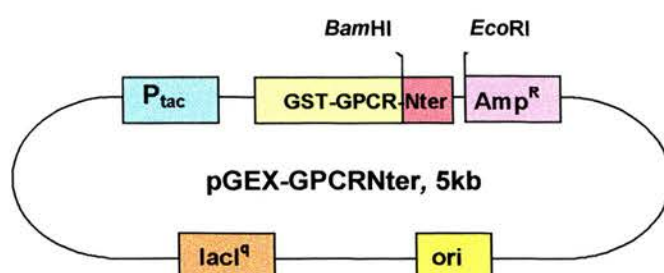 BamHI EcoRI
Ptac GST-GPCR-Nter AmpR
pGEX-GPCRNter, 5kb
lacIq ori